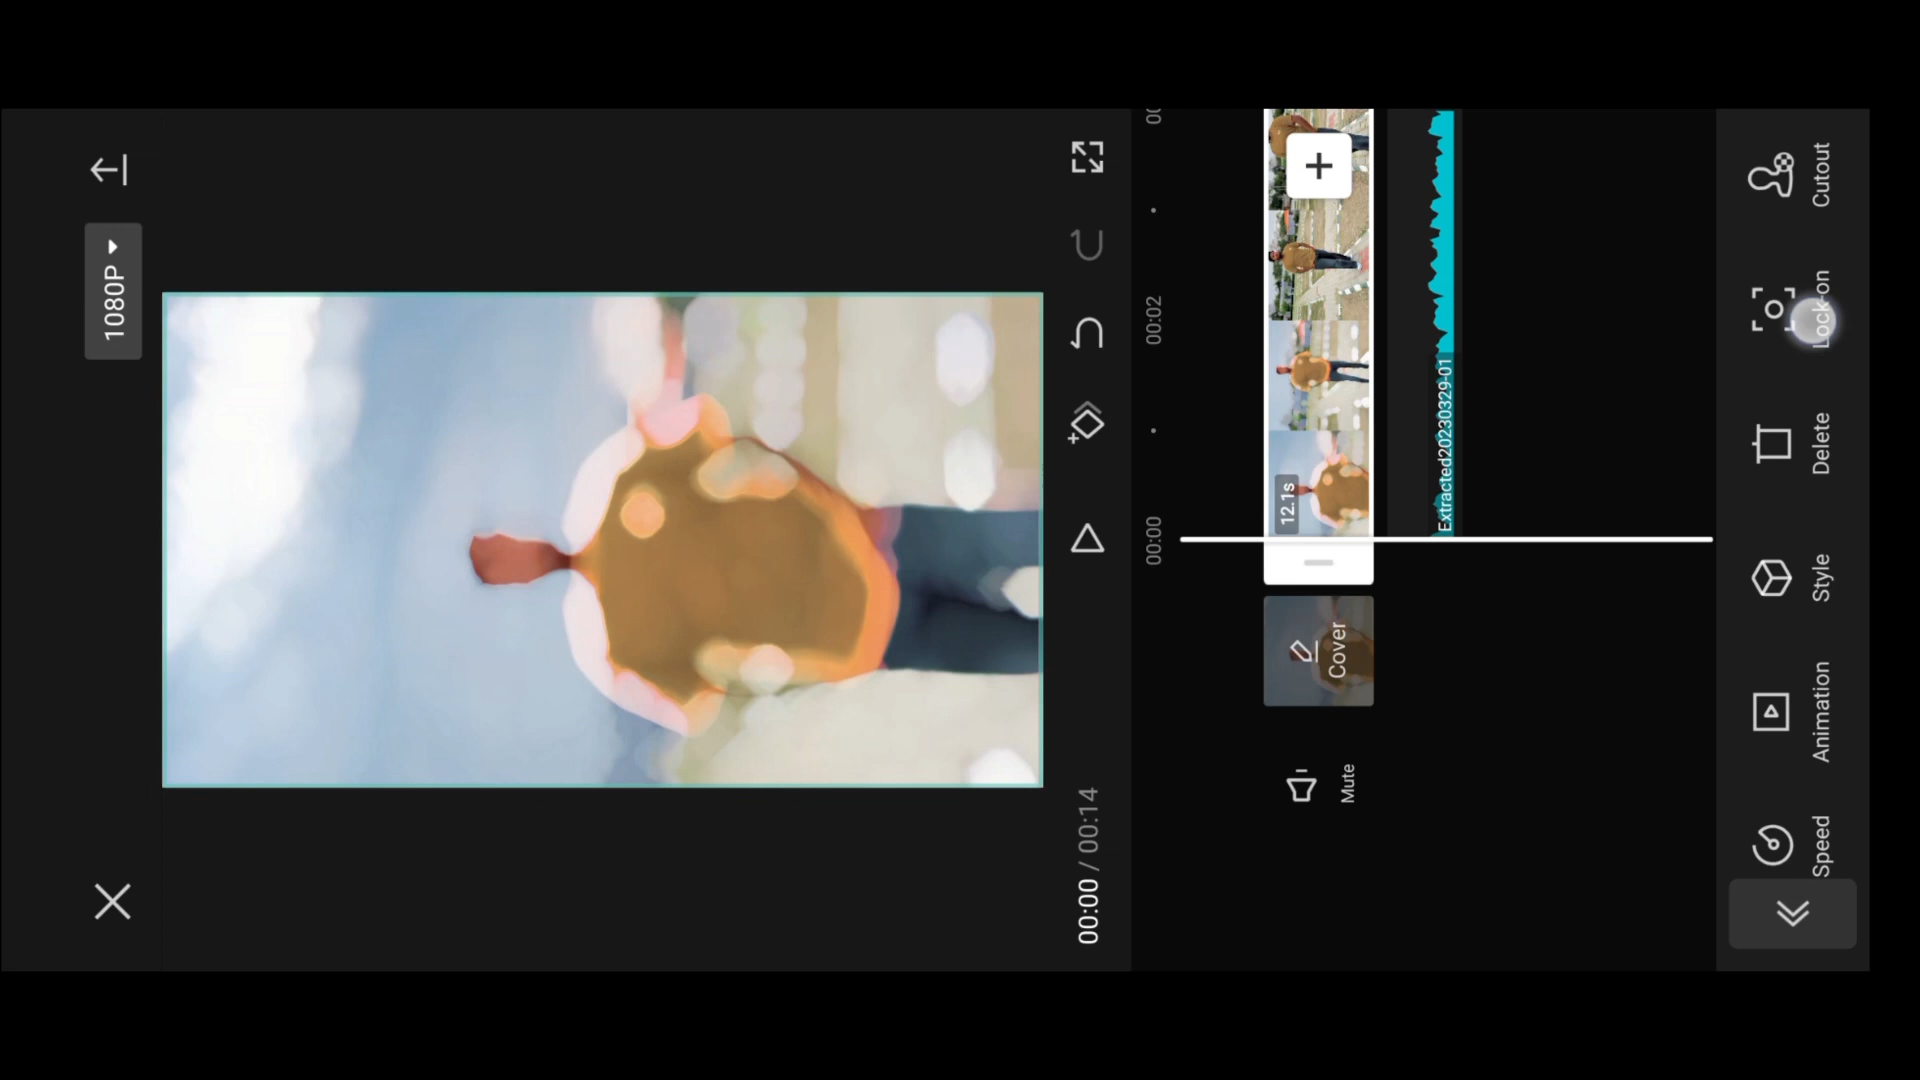 1080P
00:00 / 00:14
00:00
00:02
00
12.1s
Cover
Mute
Extracted20230329-01
Speed
Animation
Style
Delete
Lock-on
Cutout